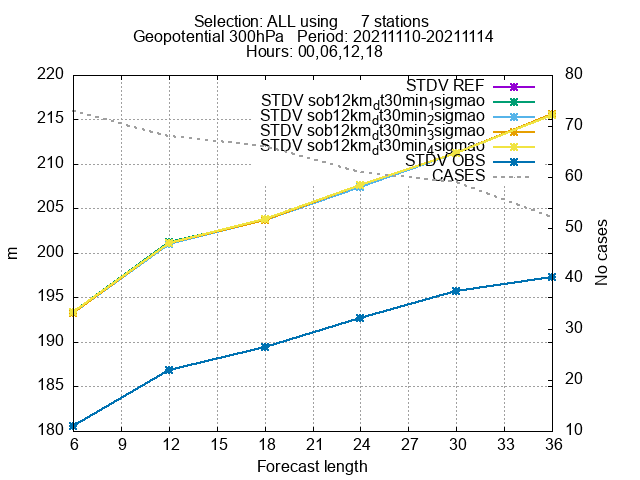 Selection: ALL using 7 stations
Geopotential 300hPa Period: 20211110-20211114
Hours: 00,06,12,18
220 80
STDV REF
STDV sob12km_dt30min_1sigmao
215 STDV sob12km_dt30min_2sigmao 70
STDV sob12km_dt30min_3sigmao
STDV sob12km_dt30min_4sigmao
210 STDV OBS
CASES 60
205
50
m 200 No cases
40
195
190 30
185 20
180 10
6 9 12 15 18 21 24 27 30 33 36
Forecast length